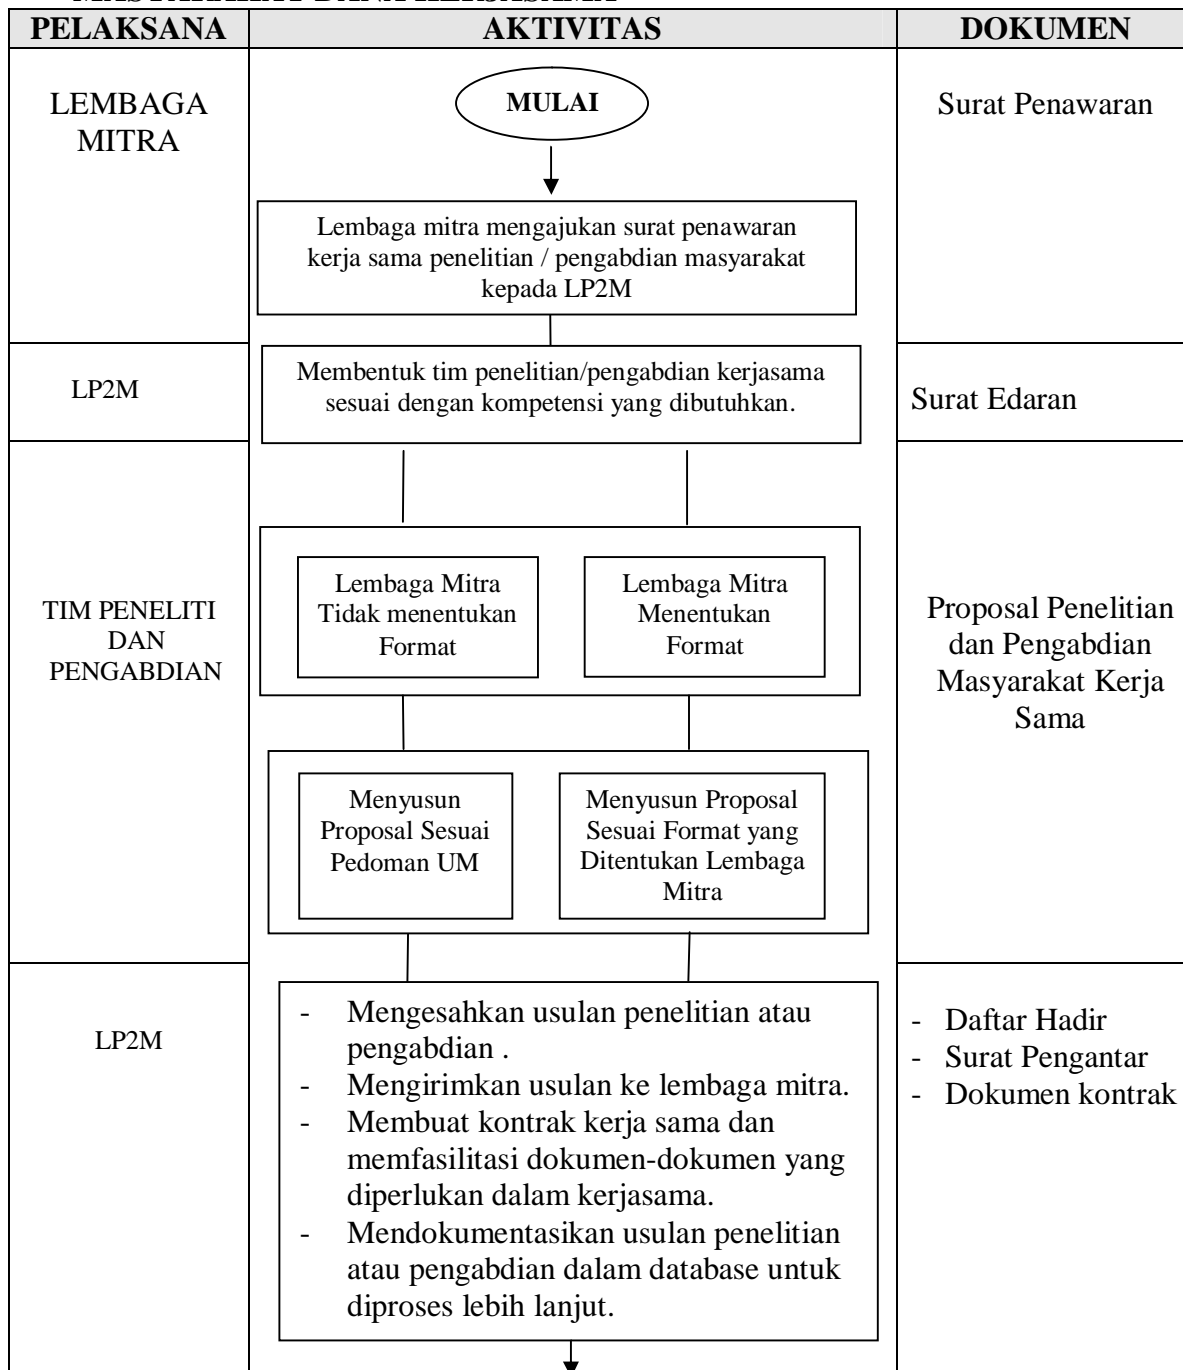 PELAKSANA
AKTIVITAS
DOKUMEN
LEMBAGA
MITRA
MULAI
Surat Penawaran
Lembaga mitra mengajukan surat penawaran
kerja sama penelitian / pengabdian masyarakat
kepada LP2M
LP2M
Membentuk tim penelitian/pengabdian kerjasama
sesuai dengan kompetensi yang dibutuhkan.
Surat Edaran
TIM PENELITI
DAN
PENGABDIAN
Lembaga Mitra
Tidak menentukan
Format
Lembaga Mitra
Menentukan
Format
Proposal Penelitian
dan Pengabdian
Masyarakat Kerja
Sama
Menyusun
Proposal Sesuai
Pedoman UM
Menyusun Proposal
Sesuai Format yang
Ditentukan Lembaga
Mitra
LP2M
- Mengesahkan usulan penelitian atau
pengabdian .
- Mengirimkan usulan ke lembaga mitra.
- Membuat kontrak kerja sama dan
memfasilitasi dokumen-dokumen yang
diperlukan dalam kerjasama.
- Mendokumentasikan usulan penelitian
atau pengabdian dalam database untuk
diproses lebih lanjut.
- Daftar Hadir
- Surat Pengantar
- Dokumen kontrak